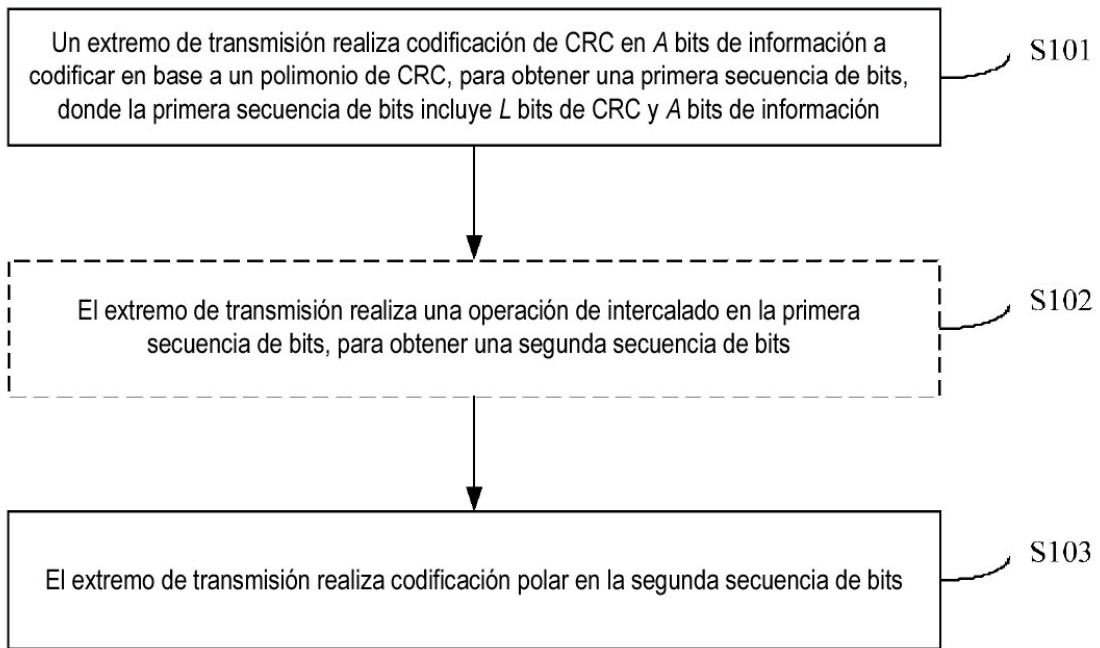 Un extremo de transmisión realiza codificación de CRC en A bits de información a
codificar en base a un polimonio de CRC, para obtener una primera secuencia de bits,
donde la primera secuencia de bits incluye L bits de CRC y A bits de información
S101
El extremo de transmisión realiza una operación de intercalado en la primera
secuencia de bits, para obtener una segunda secuencia de bits
S102
El extremo de transmisión realiza codificación polar en la segunda secuencia de bits
S103